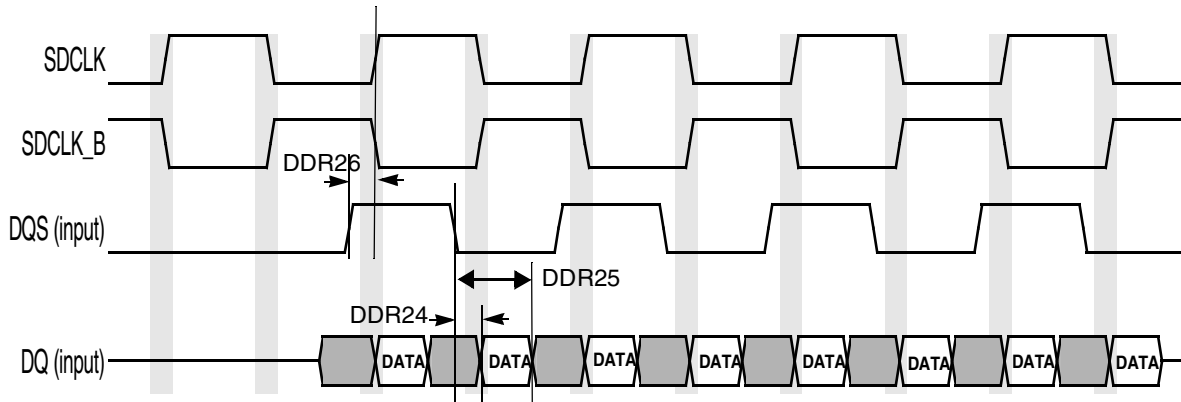 SDCLK
SDCLK_B
DDR26
DQS (input)
DDR25
DDR24
DQ (input)
DATA DATA DATA DATA DATA DATA DATA DATA